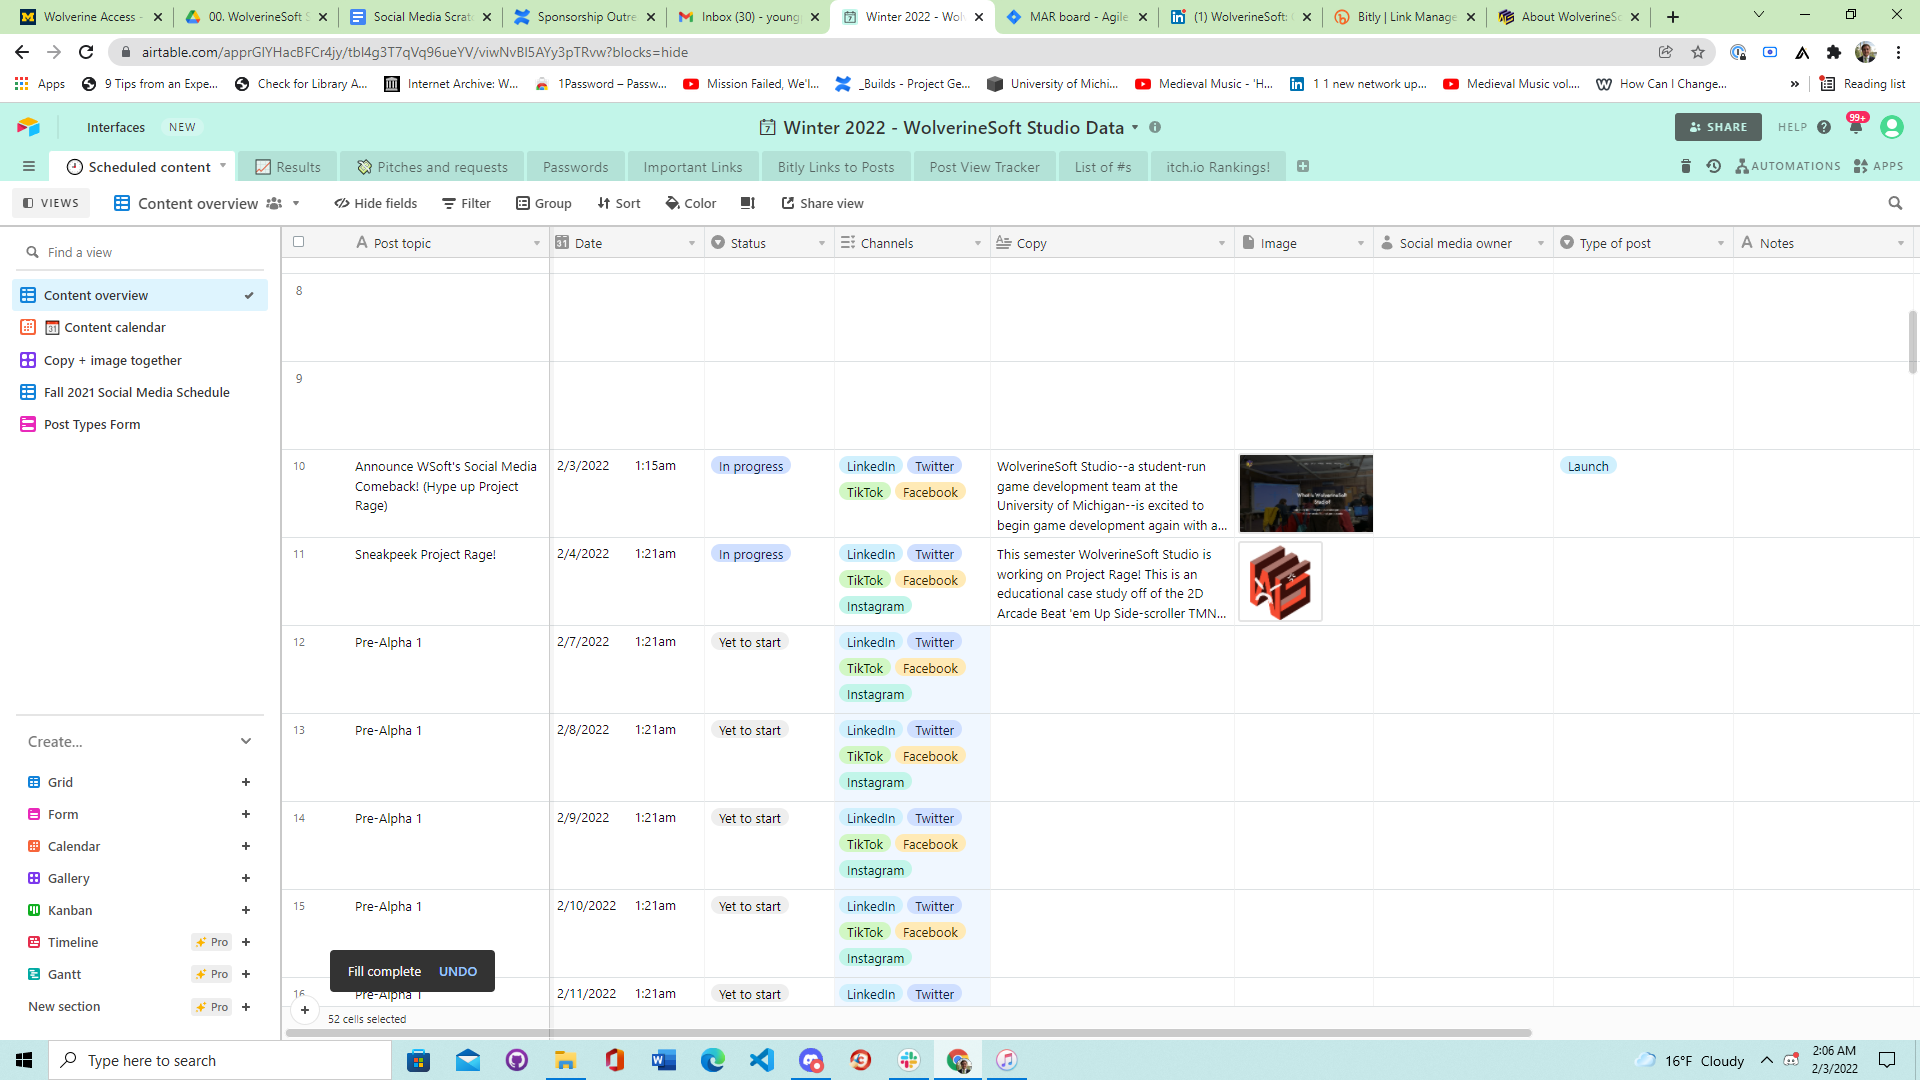 Wolverine Access -
00. WolverineSoft S
Social Media Scrat
Sponsorship Outre
Inbox (30) - young
Winter 2022 - Wol
MAR board - Agile
(1) WolverineSoft:
Bitly | Link Manage
About WolverineSo
airtable.com/apprGlYHacBFCr4jy/tbl4g3T7qVq96ueYV/viwNvBI5AYy3pTRvw?blocks=hide
Apps
9 Tips from an Expe...
Check for Library A...
Internet Archive: W...
1Password – Passw...
Mission Failed, We'l...
_Builds - Project Ge...
University of Michi...
Medieval Music - 'H...
1 1 new network up...
Medieval Music vol....
How Can I Change...
»
Reading list
Interfaces
NEW
Winter 2022 - WolverineSoft Studio Data
SHARE
HELP
99+
Scheduled content
Results
Pitches and requests
Passwords
Important Links
Bitly Links to Posts
Post View Tracker
List of #s
itch.io Rankings!
AUTOMATIONS
APPS
VIEWS
Content overview
Hide fields
Filter
Group
Sort
Color
Share view
Find a view
Content overview
Content calendar
Copy + image together
Fall 2021 Social Media Schedule
Post Types Form
Create...
Grid
Form
Calendar
Gallery
Kanban
Timeline
Pro
Gantt
Pro
New section
Pro
Post topic
Date
Status
Channels
Copy
Image
Social media owner
Type of post
Notes
8
9
10
Announce WSoft's Social Media
Comeback! (Hype up Project
Rage)
2/3/2022 1:15am
In progress
LinkedIn Twitter
TikTok Facebook
WolverineSoft Studio--a student-run
game development team at the
University of Michigan--is excited to
begin game development again with a...
What is WolverineSoft
Studio?
Launch
11
Sneakpeek Project Rage!
2/4/2022 1:21am
In progress
LinkedIn Twitter
TikTok Facebook
Instagram
This semester WolverineSoft Studio is
working on Project Rage! This is an
educational case study off of the 2D
Arcade Beat 'em Up Side-scroller TMN...
12
Pre-Alpha 1
2/7/2022 1:21am
Yet to start
LinkedIn Twitter
TikTok Facebook
Instagram
13
Pre-Alpha 1
2/8/2022 1:21am
Yet to start
LinkedIn Twitter
TikTok Facebook
Instagram
14
Pre-Alpha 1
2/9/2022 1:21am
Yet to start
LinkedIn Twitter
TikTok Facebook
Instagram
15
Pre-Alpha 1
2/10/2022 1:21am
Yet to start
LinkedIn Twitter
TikTok Facebook
Instagram
16
Pre-Alpha 1
2/11/2022 1:21am
Yet to start
LinkedIn Twitter
Fill complete UNDO
52 cells selected
Type here to search
16°F Cloudy
2:06 AM
2/3/2022